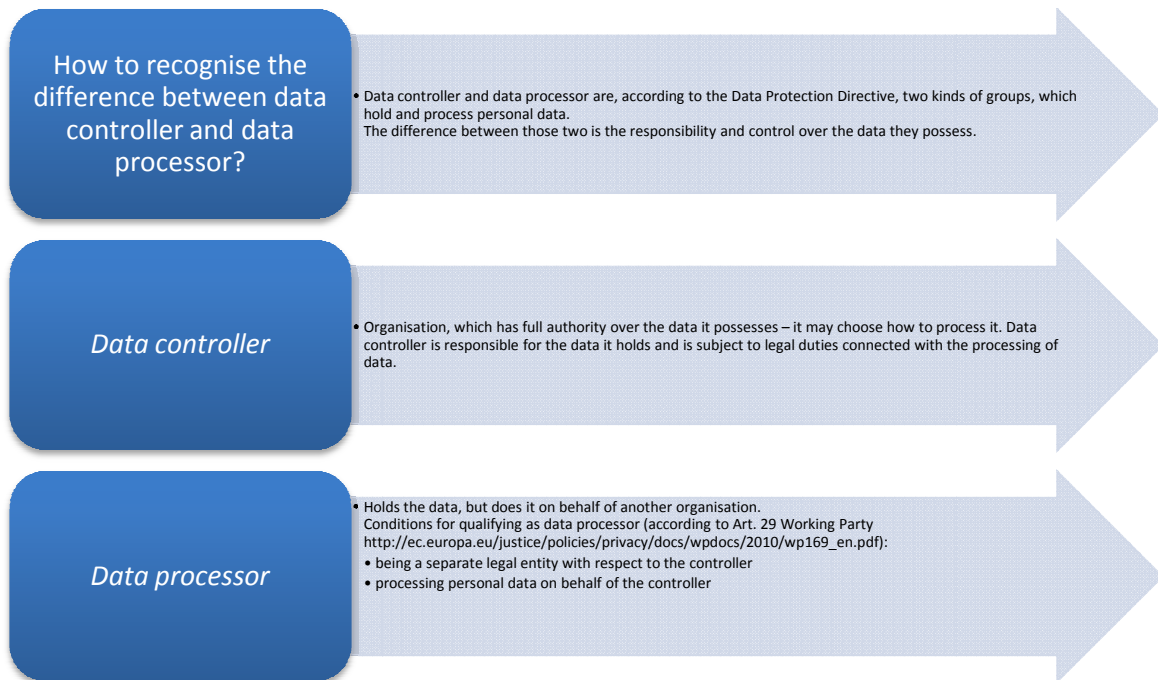 How to recognise the
difference between data
controller and data
processor?
• Data controller and data processor are, according to the Data Protection Directive, two kinds of groups, which
hold and process personal data.
The difference between those two is the responsibility and control over the data they possess.
Data controller
• Organisation, which has full authority over the data it possesses – it may choose how to process it. Data
controller is responsible for the data it holds and is subject to legal duties connected with the processing of
data.
Data processor
• Holds the data, but does it on behalf of another organisation.
Conditions for qualifying as data processor (according to Art. 29 Working Party
http://ec.europa.eu/justice/policies/privacy/docs/wpdocs/2010/wp169_en.pdf):
• being a separate legal entity with respect to the controller
• processing personal data on behalf of the controller